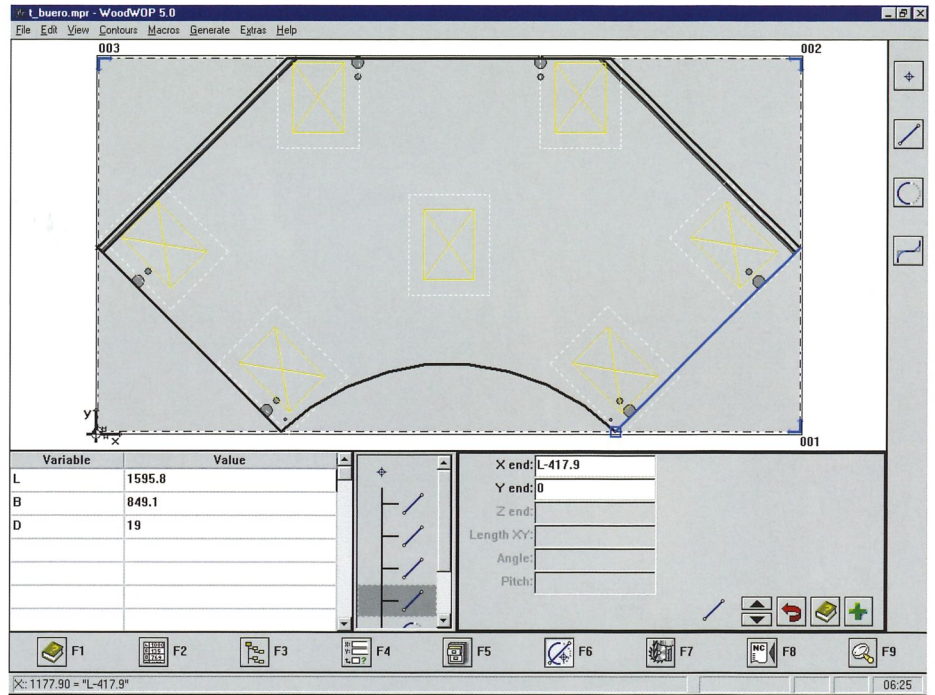 t_buero.mpr - WoodWOP 5.0
File Edit View Contours Macros Generate Extras Help
003
002
Y
X
001
Variable Value
L 1595.8
B 849.1
D 19
X end: L-417.9
Y end: 0
Z end:
Length XY:
Angle:
Pitch:
F1 F2 F3 F4 F5 F6 F7 NC F8 F9
X:: 1177.90 = "L-417.9" 06:25